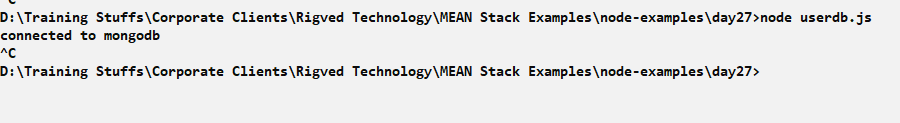 D:\Training Stuffs\Corporate Clients\Rigved Technology\MEAN Stack Examples\node-examples\day27>node userdb.js
connected to mongodb
^C
D:\Training Stuffs\Corporate Clients\Rigved Technology\MEAN Stack Examples\node-examples\day27>